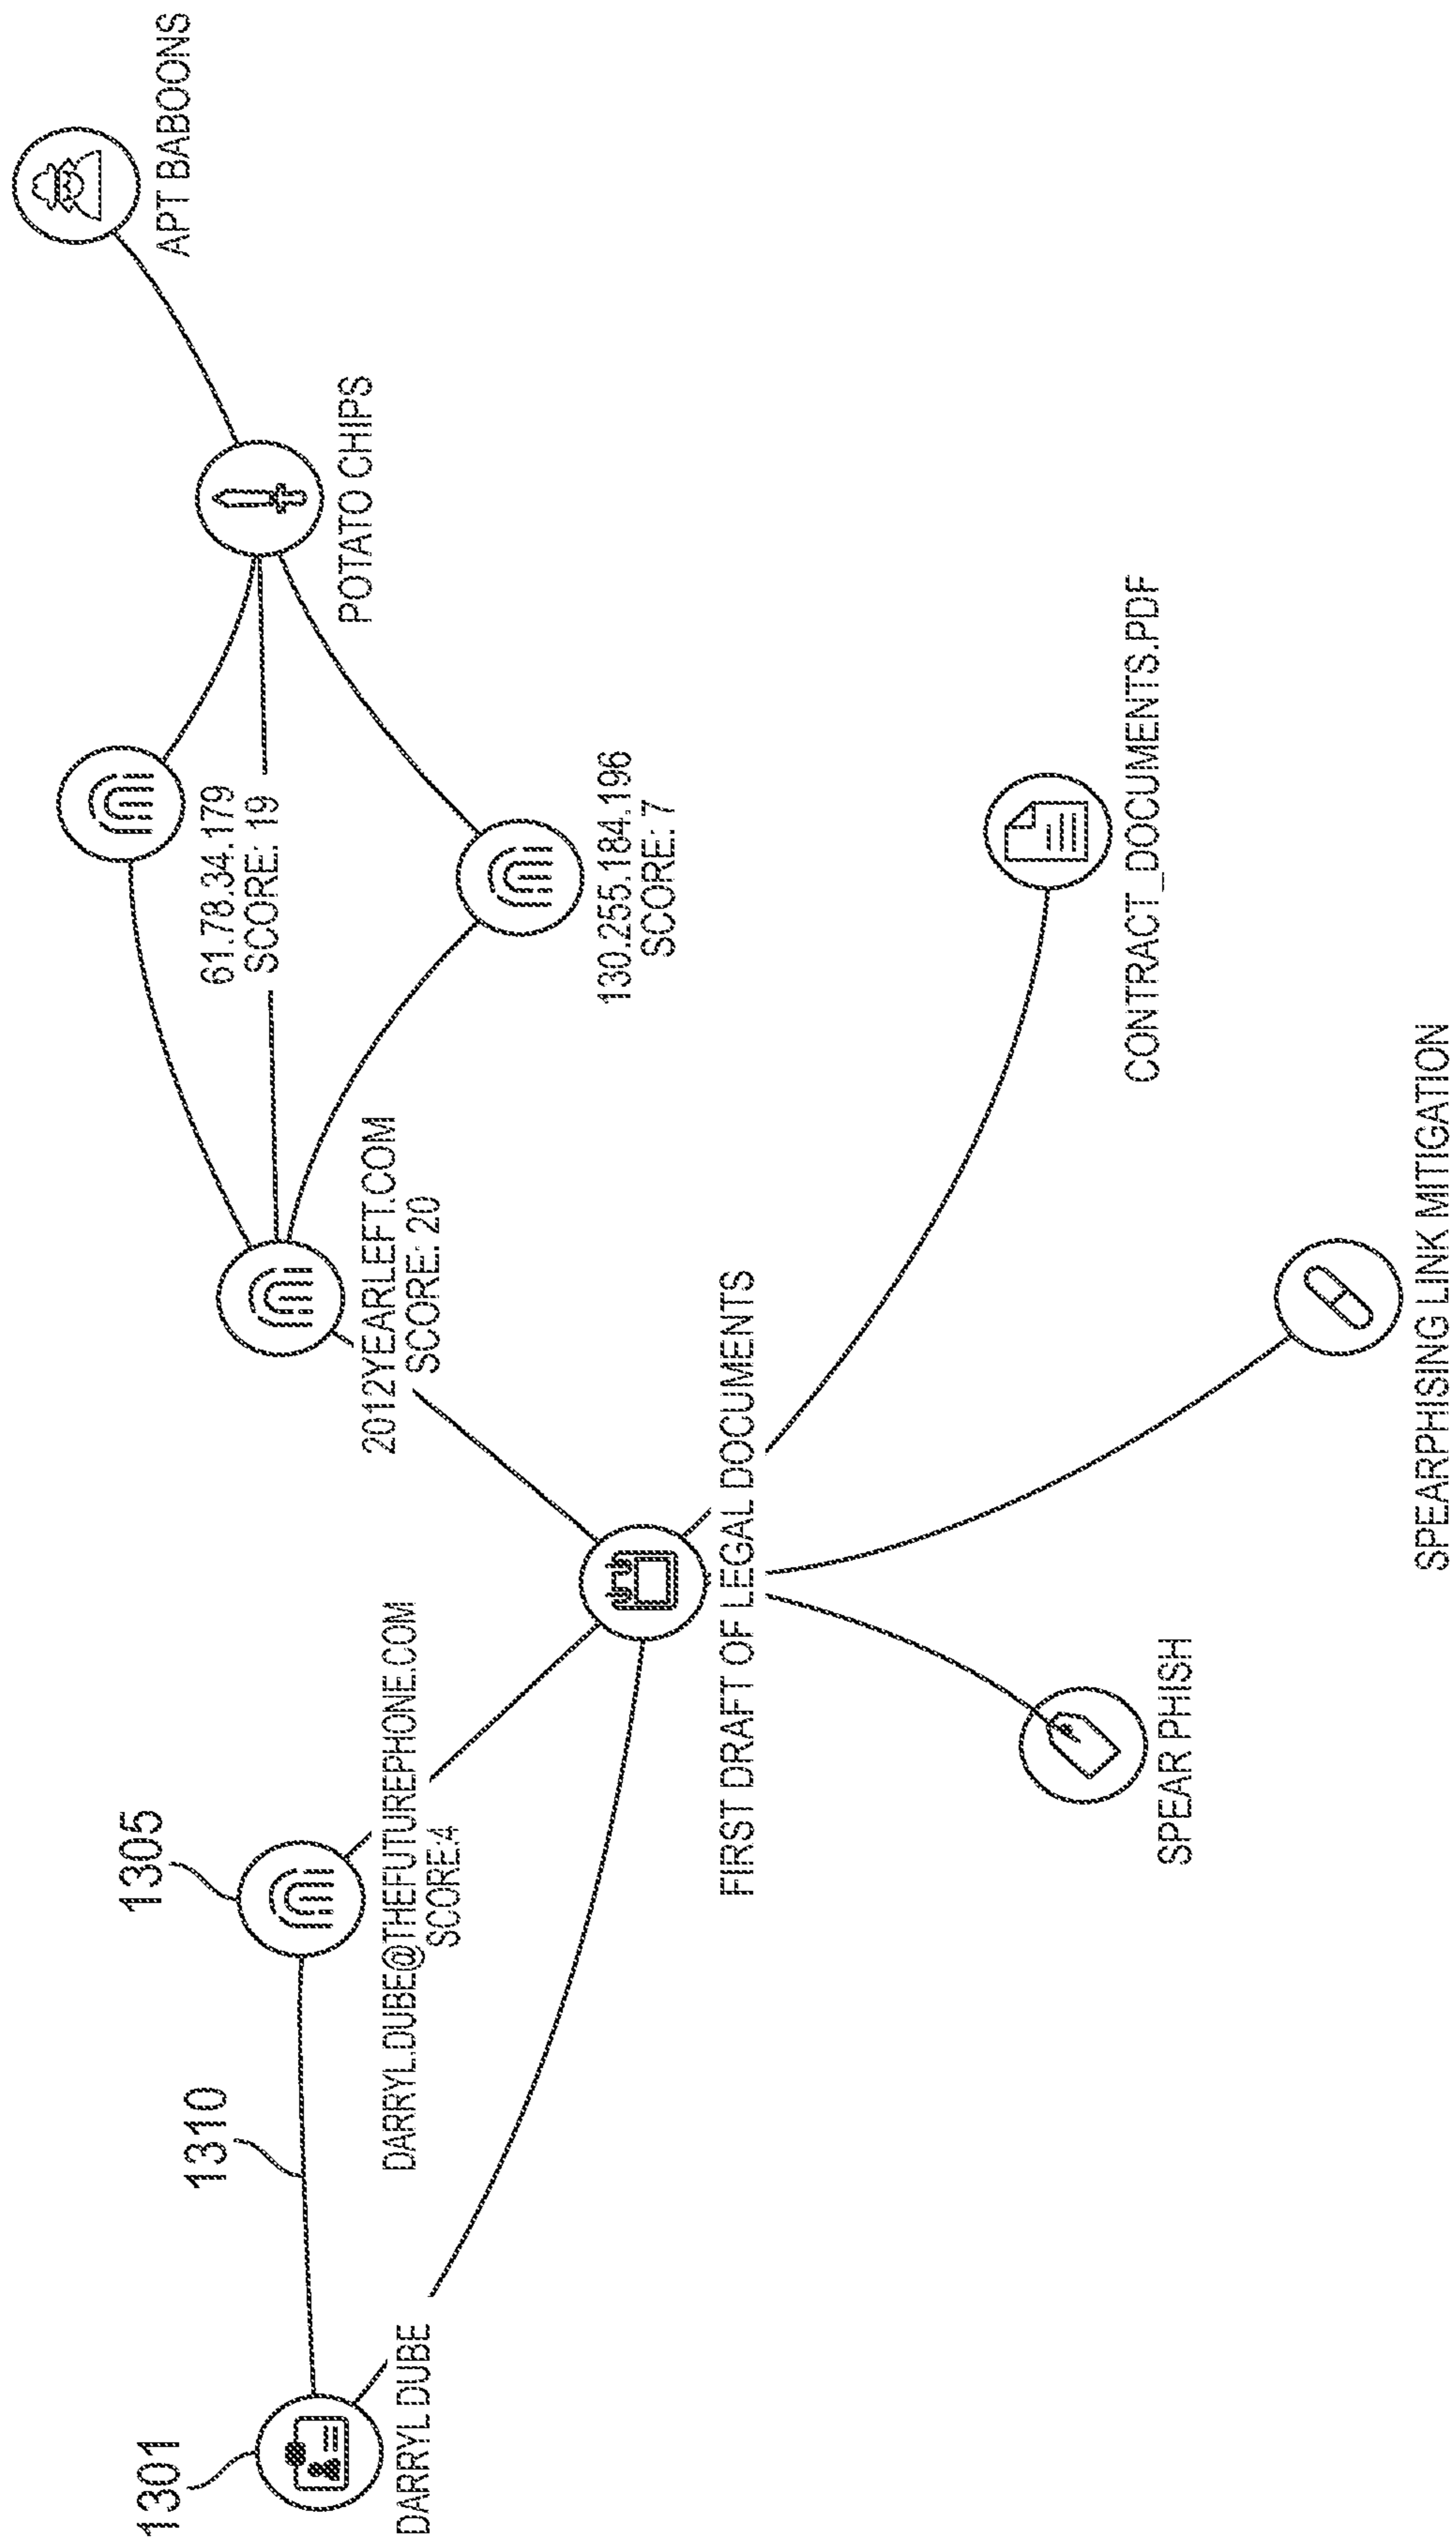 1301
DARRYL DUBE
1310
1305
DARRYL.DUBE@THEFUTUREPHONE.COM
SCORE:4
FIRST DRAFT OF LEGAL DOCUMENTS
2012YEARLEFT.COM
SCORE: 20
61.78.34.179
SCORE: 19
130.255.184.196
SCORE: 7
POTATO CHIPS
APT BABOONS
SPEAR PHISH
SPEARPHISING LINK MITIGATION
CONTRACT_DOCUMENTS.PDF